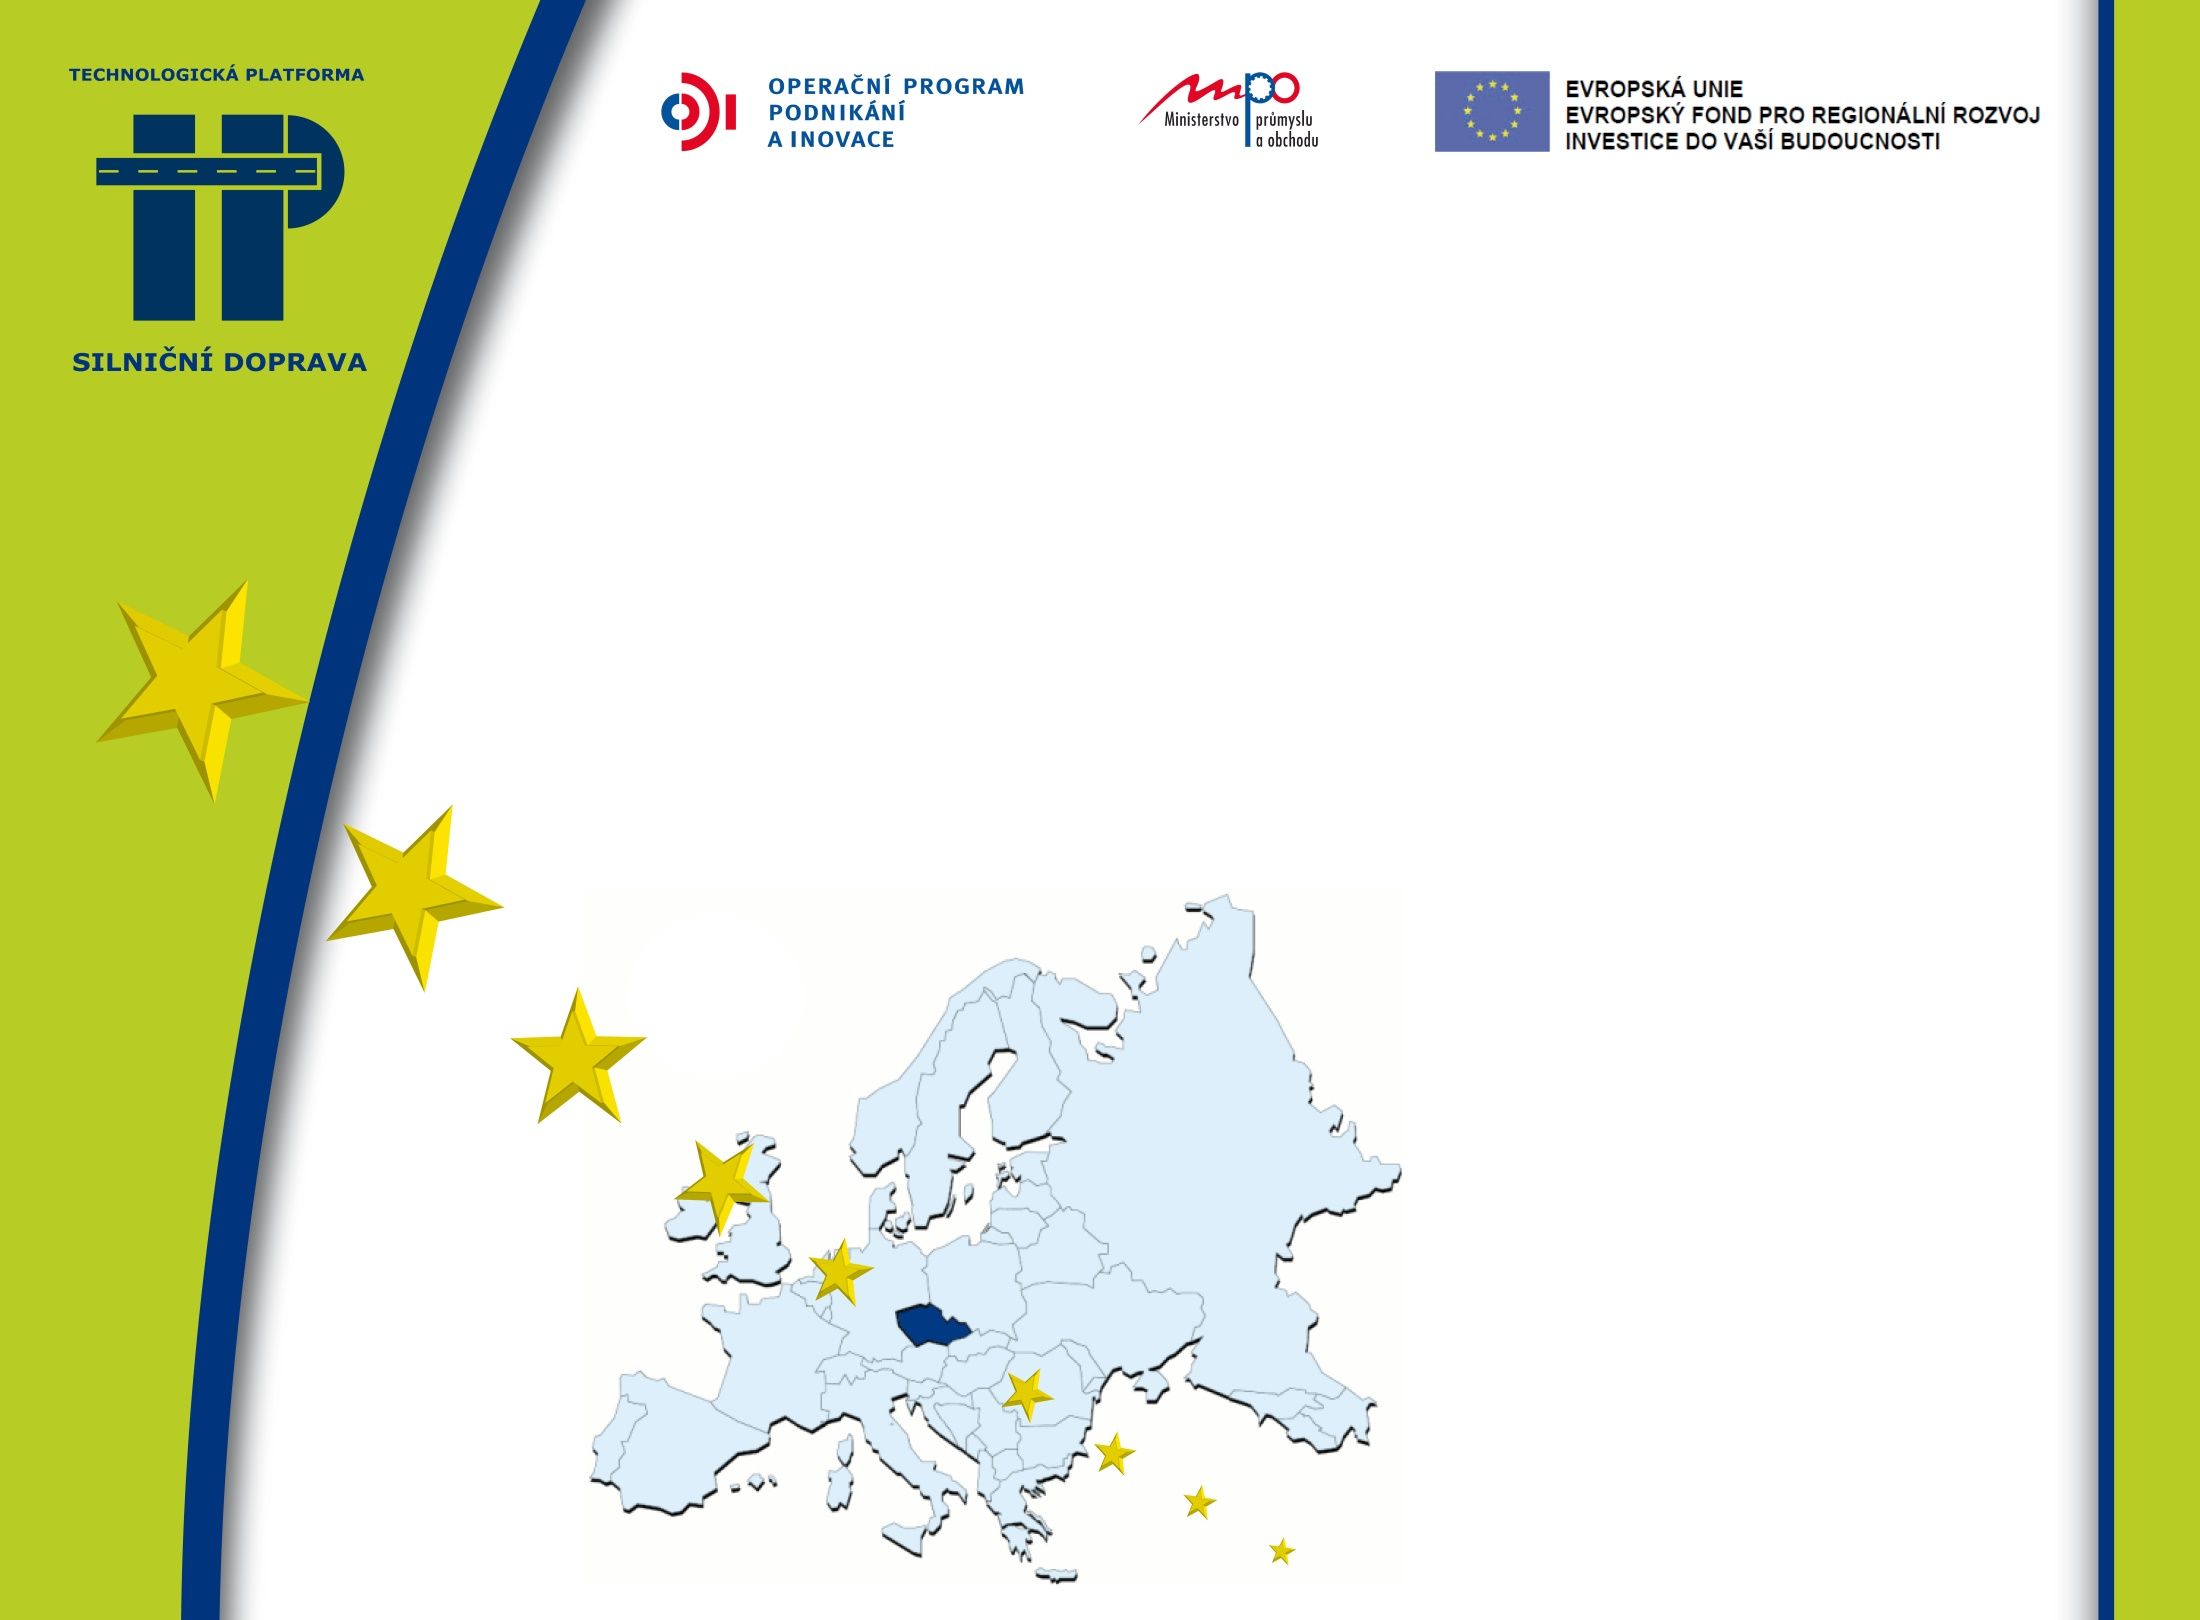 TECHNOLOGICKÁ PLATFORMA
SILNIČNÍ DOPRAVA
OPERAČNÍ PROGRAM
PODNIKÁNÍ
A INOVACE
mpo
Ministerstvo průmyslu
a obchodu
EVROPSKÁ UNIE
EVROPSKÝ FOND PRO REGIONÁLNÍ ROZVOJ
INVESTICE DO VAŠÍ BUDOUCNOSTI